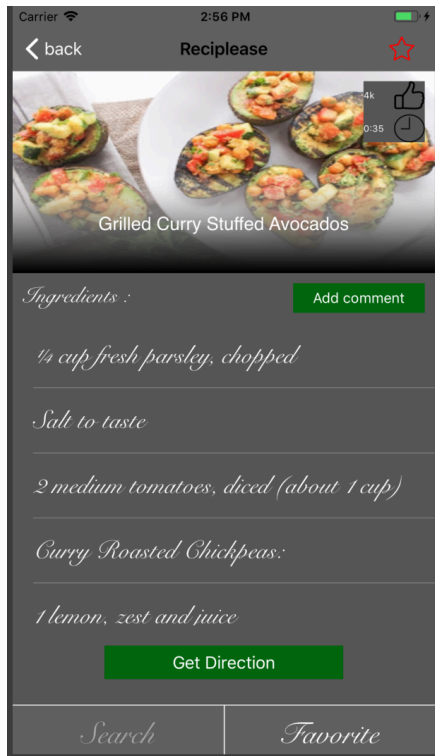 Carrier 2:56 PM
back Reciplease
4k
0:35
Grilled Curry Stuffed Avocados
Ingredients :
Add comment
¼ cup fresh parsley, chopped
Salt to taste
2 medium tomatoes, diced (about 1 cup)
Curry Roasted Chickpeas:
1 lemon, zest and juice
Get Direction
Search Favorite